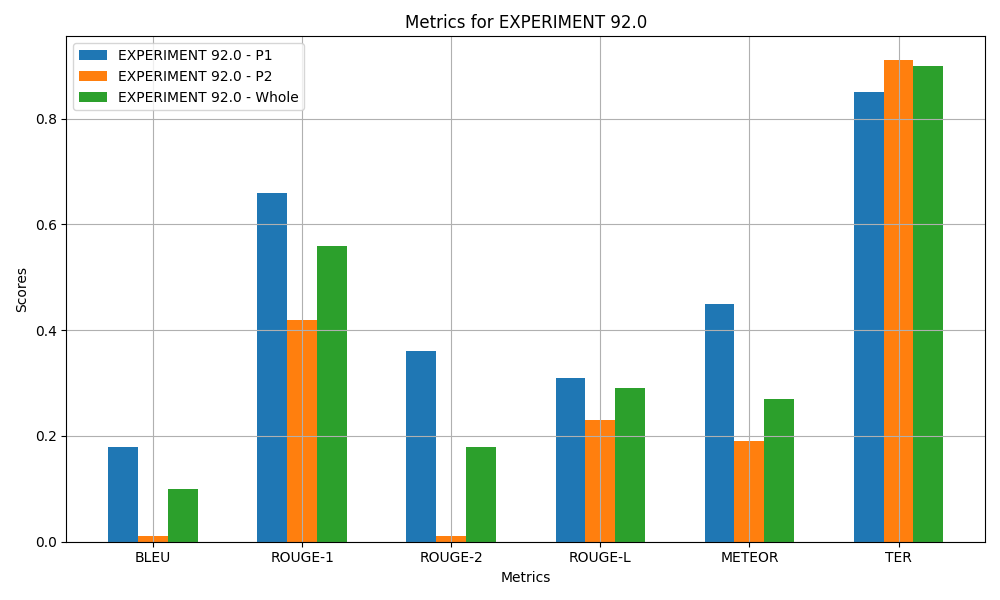 Metrics for EXPERIMENT 92.0
EXPERIMENT 92.0 - P1
EXPERIMENT 92.0 - P2
EXPERIMENT 92.0 - Whole
Scores
0.8
0.6
0.4
0.2
0.0
BLEU
ROUGE-1
ROUGE-2
ROUGE-L
METEOR
TER
Metrics